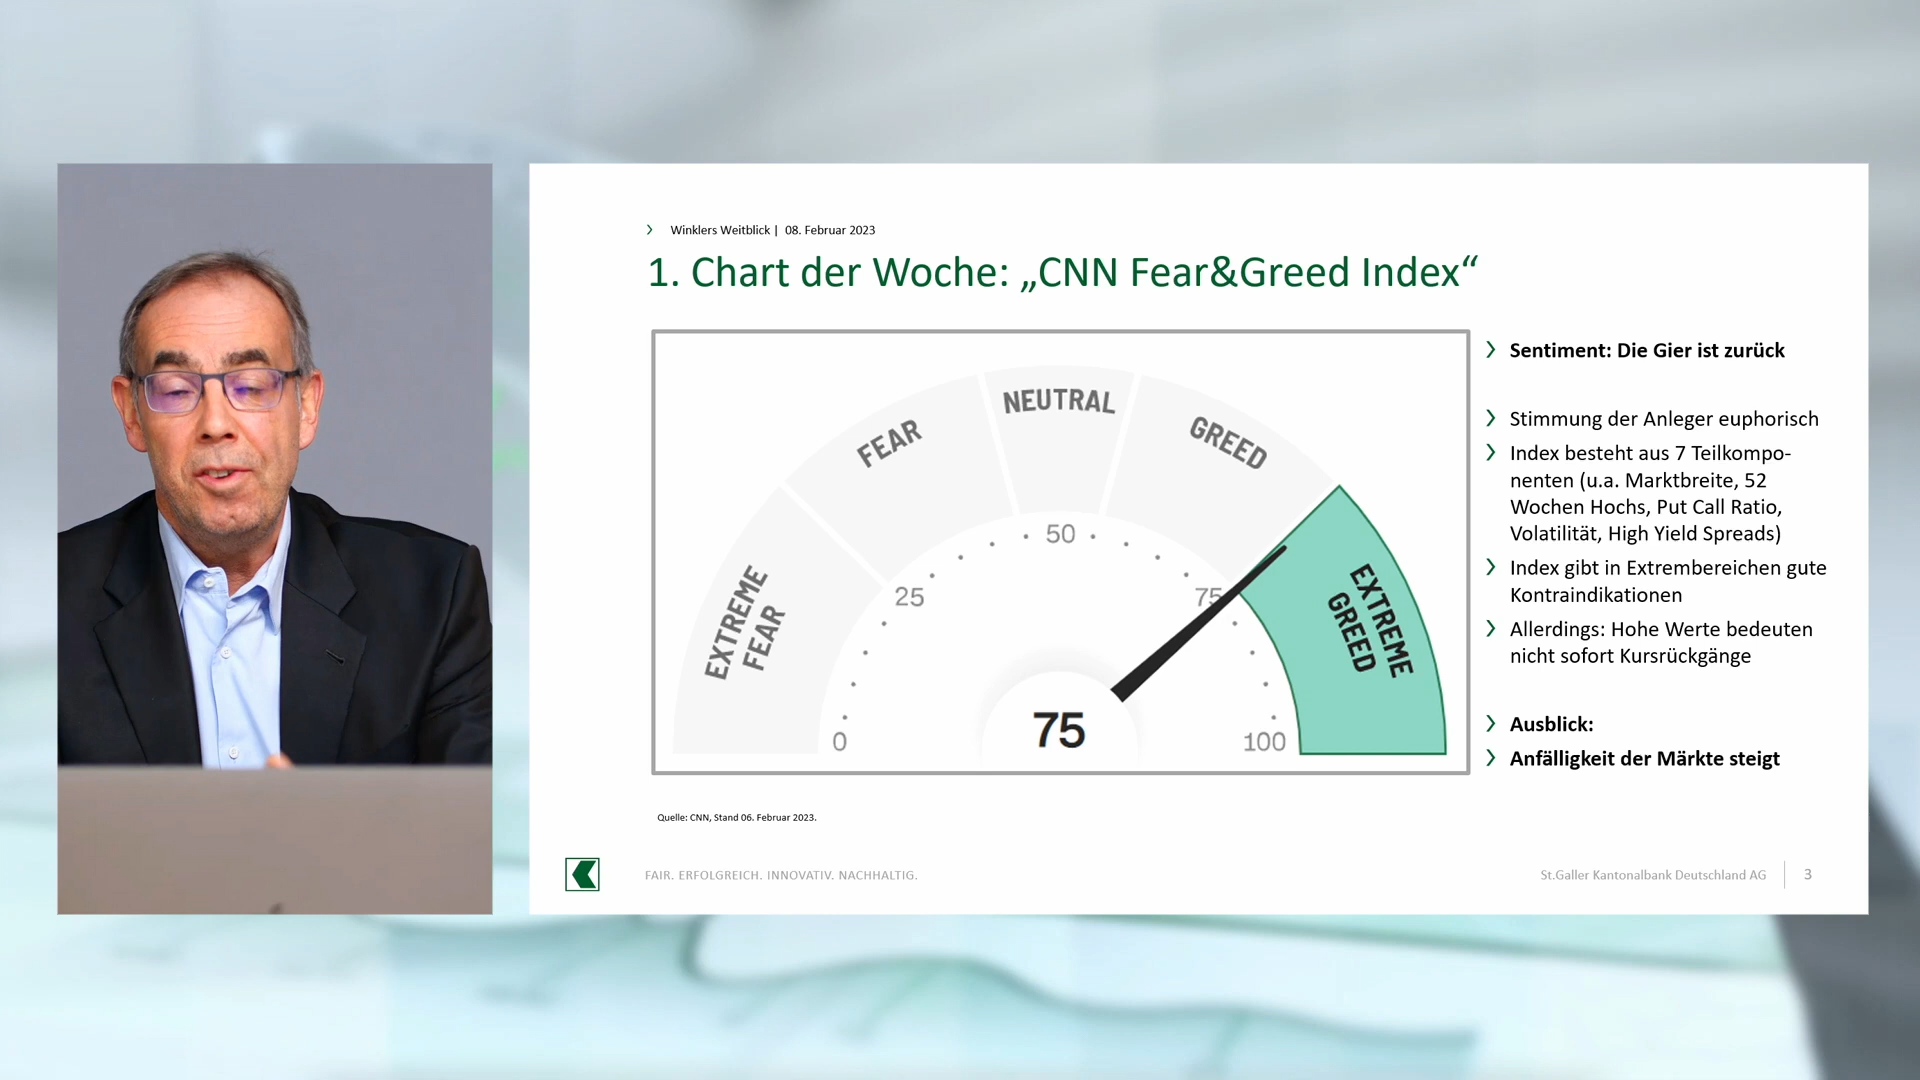 Winklers Weitblick | 08. Februar 2023
1. Chart der Woche: „CNN Fear&Greed Index“
EXTREME
FEAR
FEAR
NEUTRAL
GREED
EXTREME
GREED
0
25
50
75
100
75
Sentiment: Die Gier ist zurück
Stimmung der Anleger euphorisch
Index besteht aus 7 Teilkompo-
nenten (u.a. Marktbreite, 52
Wochen Hochs, Put Call Ratio,
Volatilität, High Yield Spreads)
Index gibt in Extrembereichen gute
Kontraindikationen
Allerdings: Hohe Werte bedeuten
nicht sofort Kursrückgänge
Ausblick:
Anfälligkeit der Märkte steigt
Quelle: CNN, Stand 06. Februar 2023.
FAIR. ERFOLGREICH. INNOVATIV. NACHHALTIG.
St.Galler Kantonalbank Deutschland AG
3